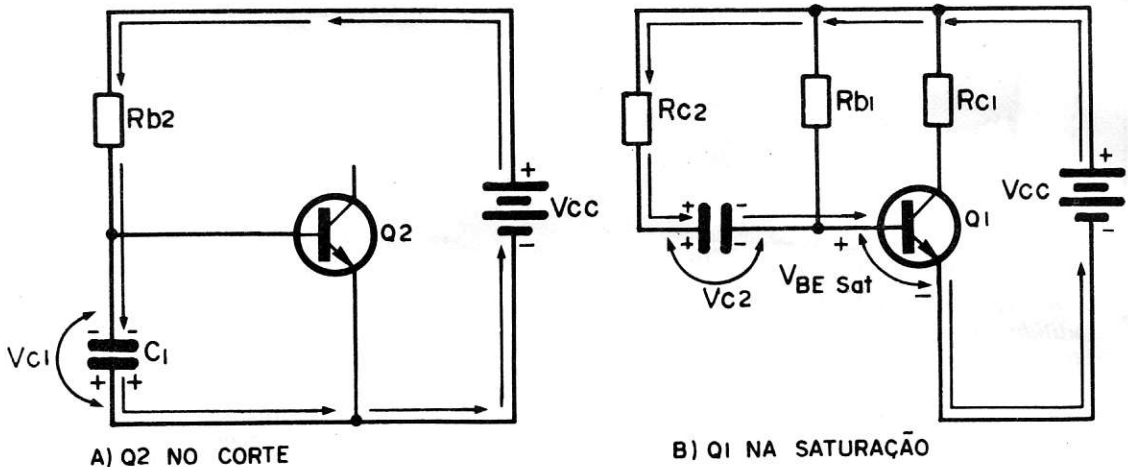 Rb2
Q2
Vcc
+
-
Vc1
-
-
C1
+
+
A) Q2 NO CORTE
Rc2
Rb1
Rc1
Vcc
+
-
Q1
+
+
-
-
Vc2
+
VBE Sat
-
B) Q1 NA SATURAÇÃO